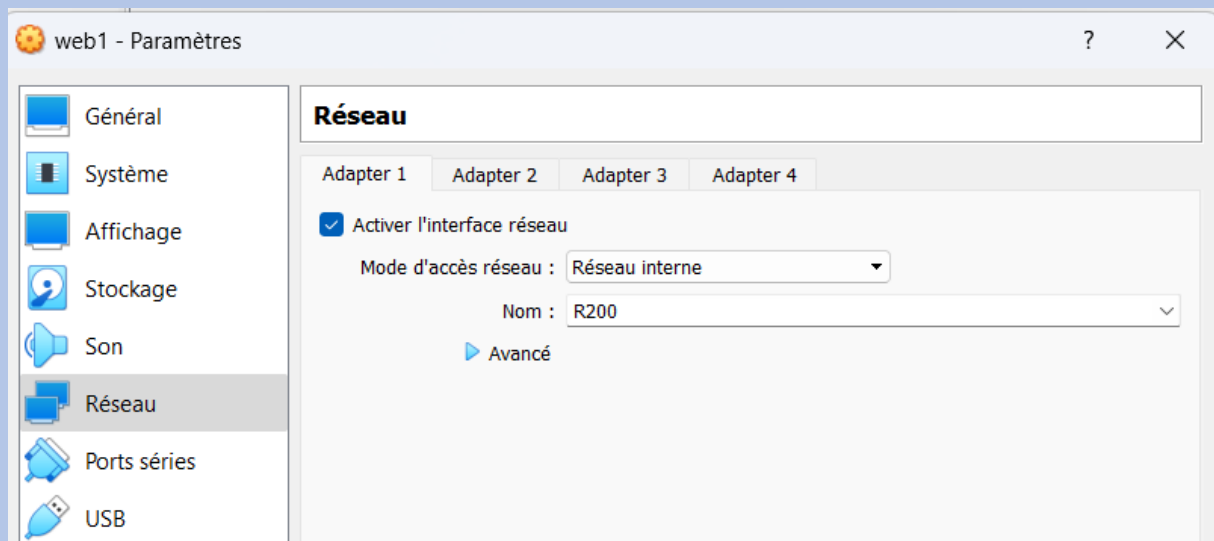 web1 - Paramètres ?
Général
Système
Affichage
Stockage
Son
Réseau
Ports séries
USB
Réseau
Adapter 1 Adapter 2 Adapter 3 Adapter 4
Activer l'interface réseau
Mode d'accès réseau : Réseau interne
Nom : R200
Avancé